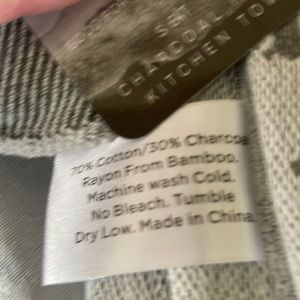 SET
CHARCOAL
KITCHEN TOW
70% Cotton/30% Charcoa
Rayon From Bamboo.
Machine wash Cold.
No Bleach. Tumble
Dry Low. Made in China